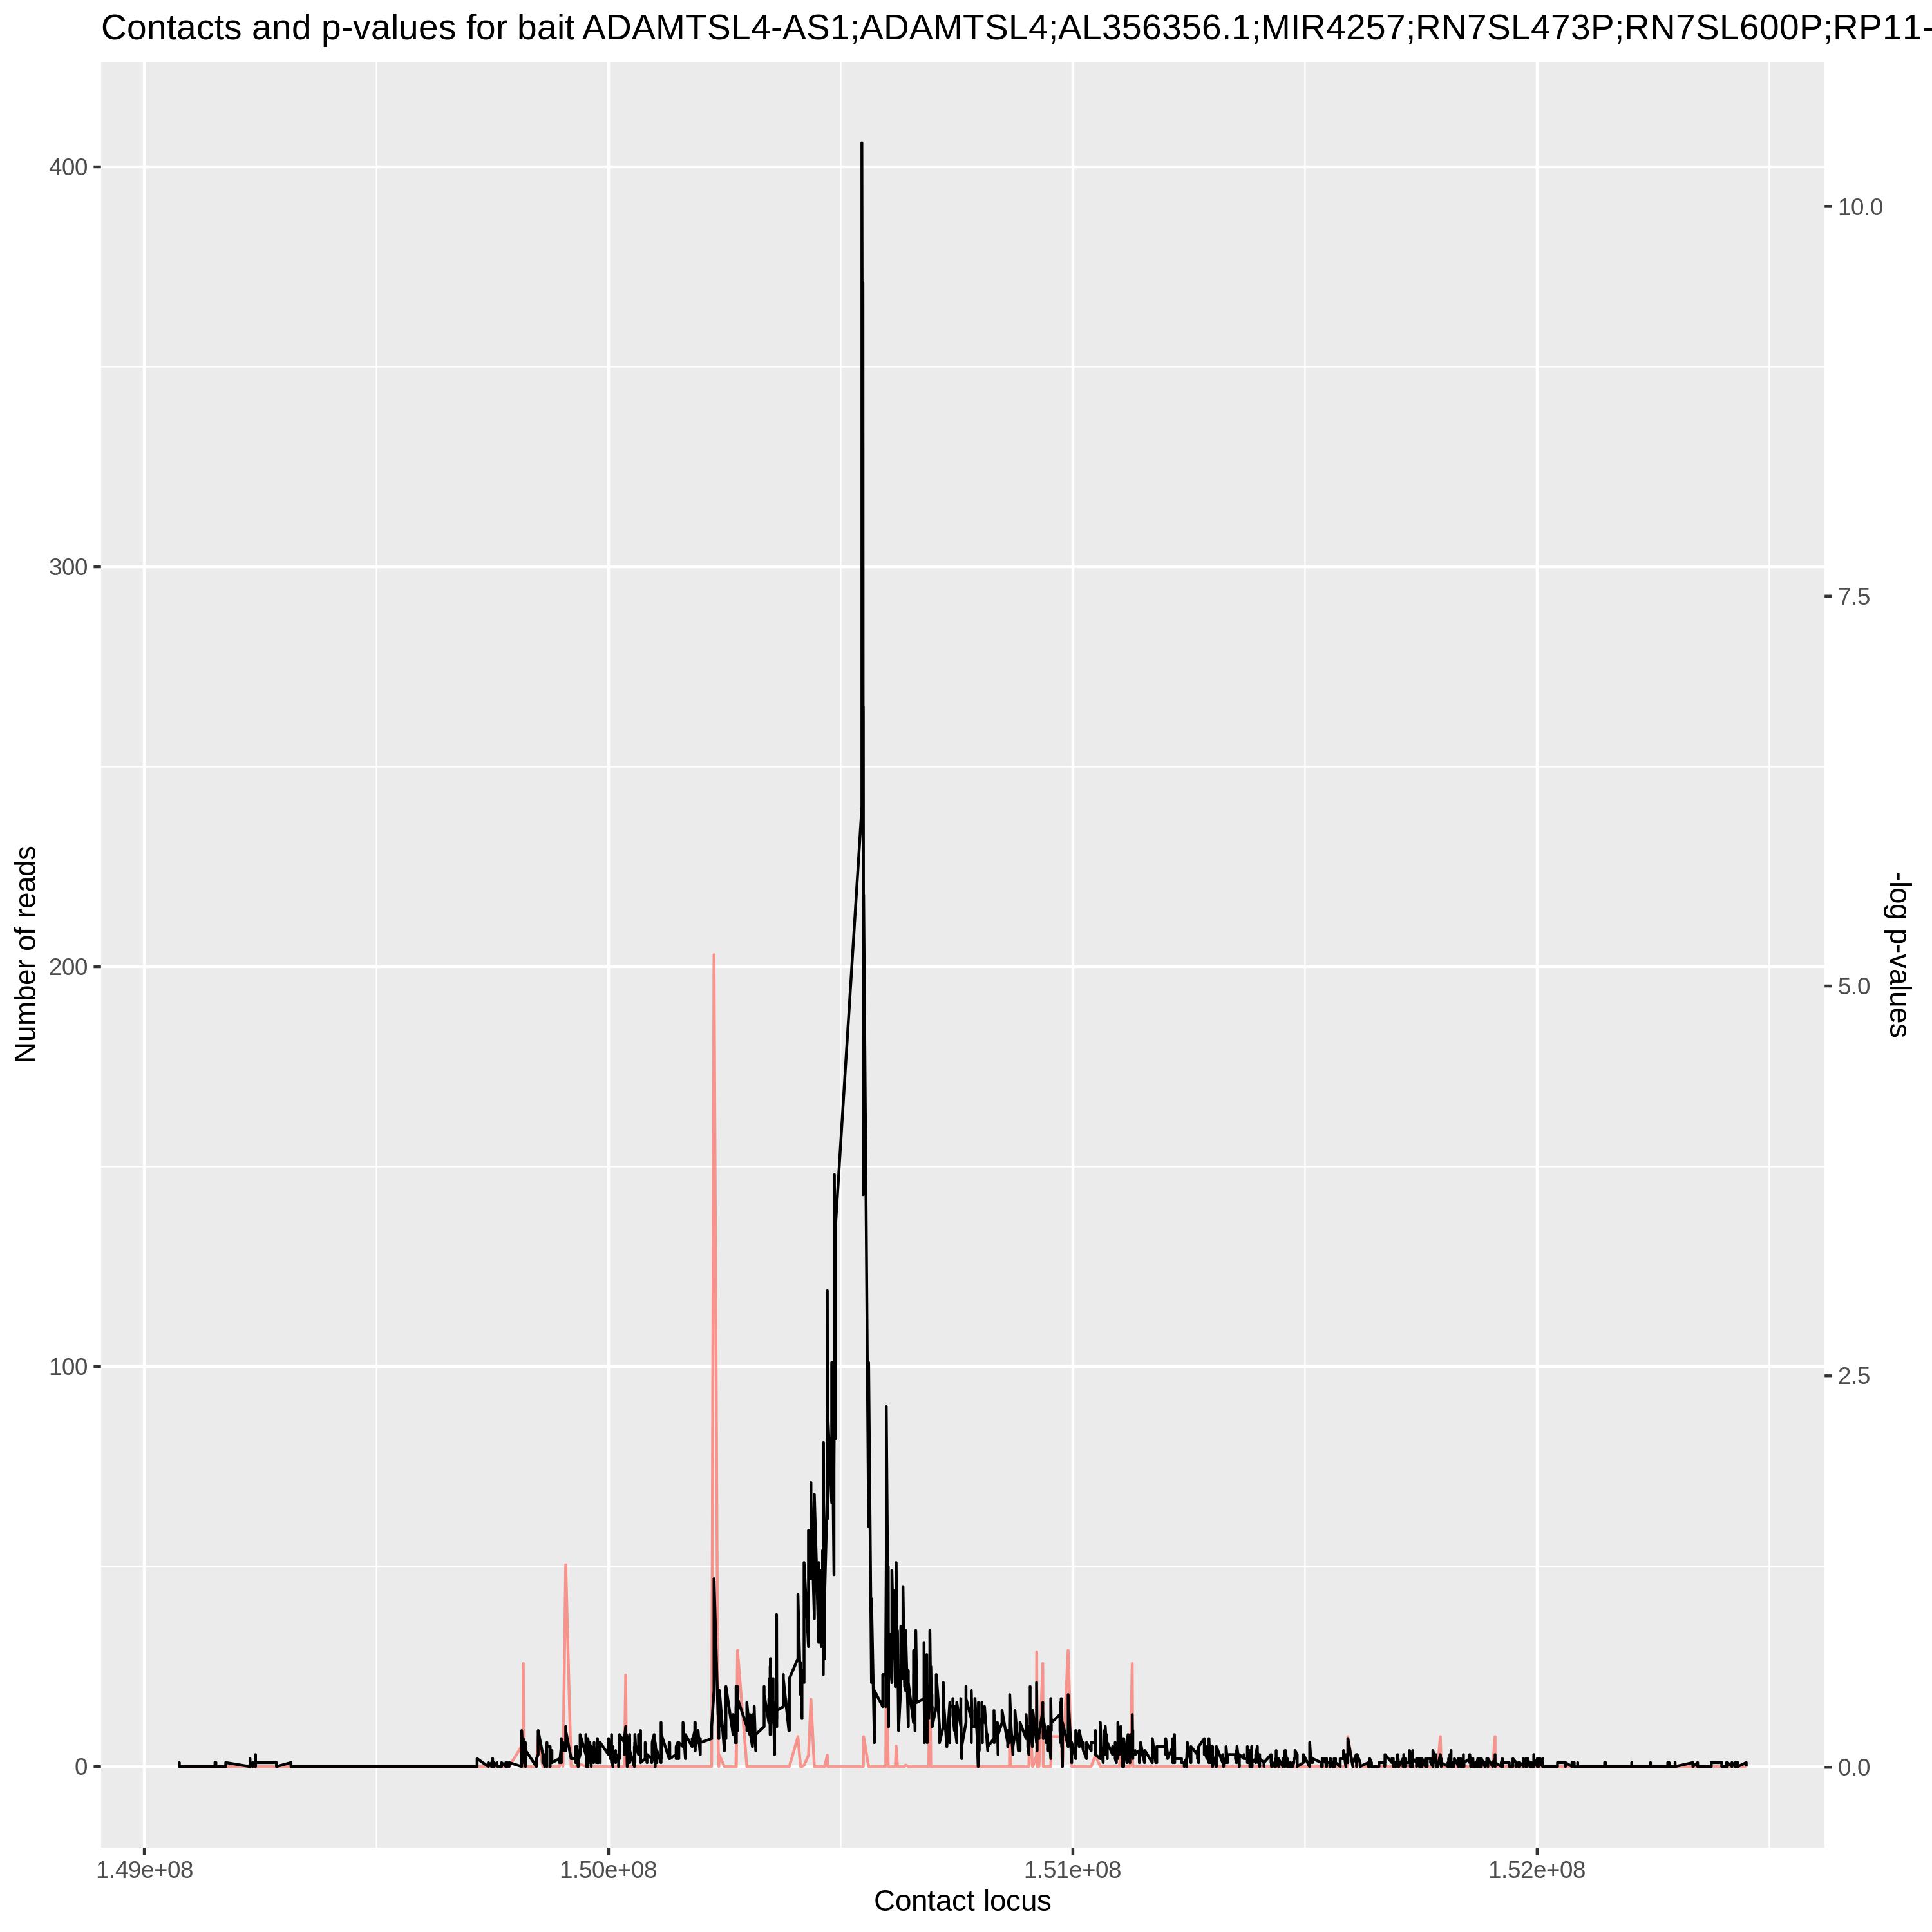 Contacts and p-values for bait ADAMTSL4-AS1;ADAMTSL4;AL356356.1;MIR4257;RN7SL473P;RN7SL600P;RP11-
400
300
200
100
0
Number of reads
10.0
7.5
5.0
2.5
0.0
-log p-values
1.49e+08
1.50e+08
1.51e+08
1.52e+08
Contact locus